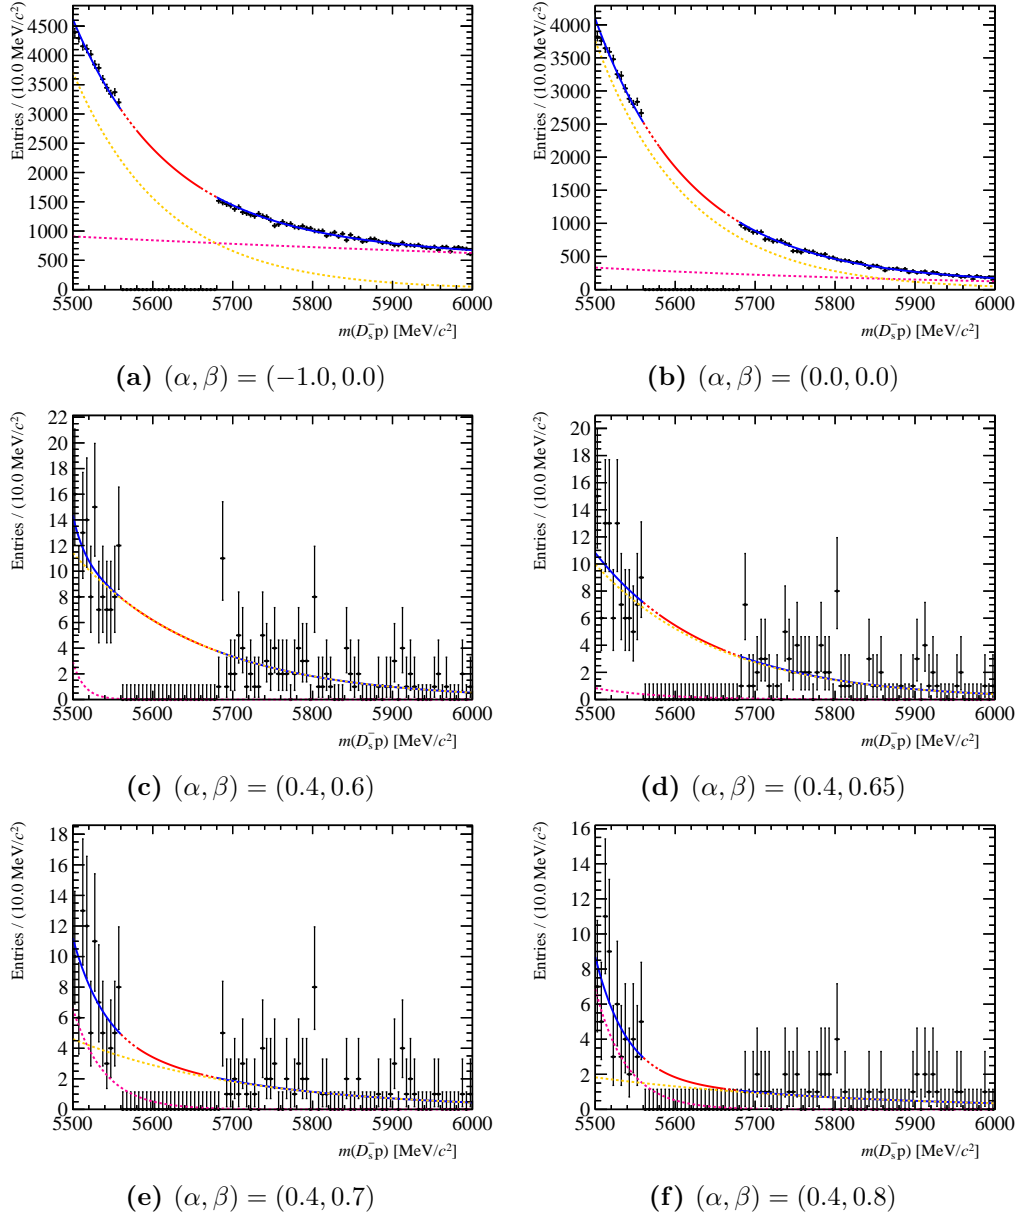 Entries / (10.0 MeV/c²)
4500
4000
3500
3000
2500
2000
1500
1000
500
0
5500 5600 5700 5800 5900 6000
m(D_s^- p) [MeV/c²]
(a) (α, β) = (−1.0, 0.0)
Entries / (10.0 MeV/c²)
4000
3500
3000
2500
2000
1500
1000
500
0
5500 5600 5700 5800 5900 6000
m(D_s^- p) [MeV/c²]
(b) (α, β) = (0.0, 0.0)
Entries / (10.0 MeV/c²)
22
20
18
16
14
12
10
8
6
4
2
0
5500 5600 5700 5800 5900 6000
m(D_s^- p) [MeV/c²]
(c) (α, β) = (0.4, 0.6)
Entries / (10.0 MeV/c²)
20
18
16
14
12
10
8
6
4
2
0
5500 5600 5700 5800 5900 6000
m(D_s^- p) [MeV/c²]
(d) (α, β) = (0.4, 0.65)
Entries / (10.0 MeV/c²)
18
16
14
12
10
8
6
4
2
0
5500 5600 5700 5800 5900 6000
m(D_s^- p) [MeV/c²]
(e) (α, β) = (0.4, 0.7)
Entries / (10.0 MeV/c²)
16
14
12
10
8
6
4
2
0
5500 5600 5700 5800 5900 6000
m(D_s^- p) [MeV/c²]
(f) (α, β) = (0.4, 0.8)